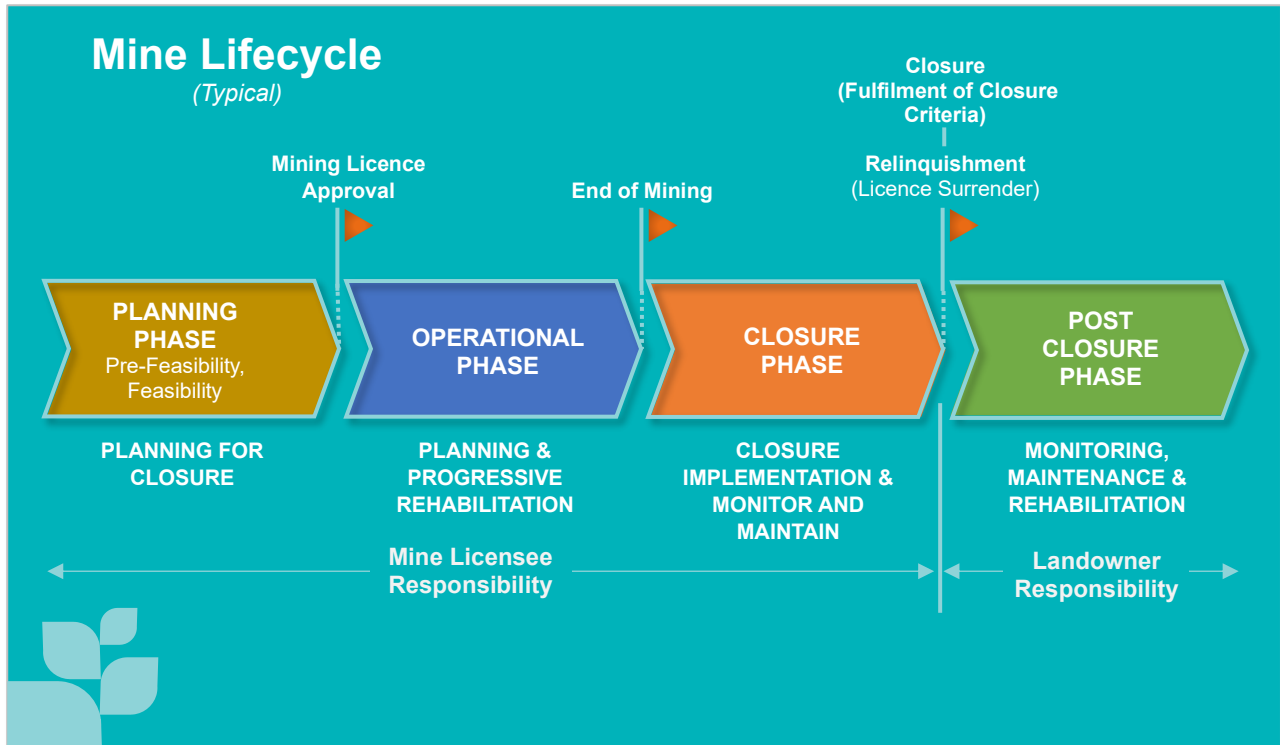 Mine Lifecycle
(Typical)
Closure
(Fulfilment of Closure
Criteria)
Mining Licence
Approval
End of Mining
Relinquishment
(Licence Surrender)
PLANNING
PHASE
Pre-Feasibility,
Feasibility
OPERATIONAL
PHASE
CLOSURE
PHASE
POST
CLOSURE
PHASE
PLANNING FOR
CLOSURE
PLANNING &
PROGRESSIVE
REHABILITATION
CLOSURE
IMPLEMENTATION &
MONITOR AND
MAINTAIN
MONITORING,
MAINTENANCE &
REHABILITATION
Mine Licensee
Responsibility
Landowner
Responsibility